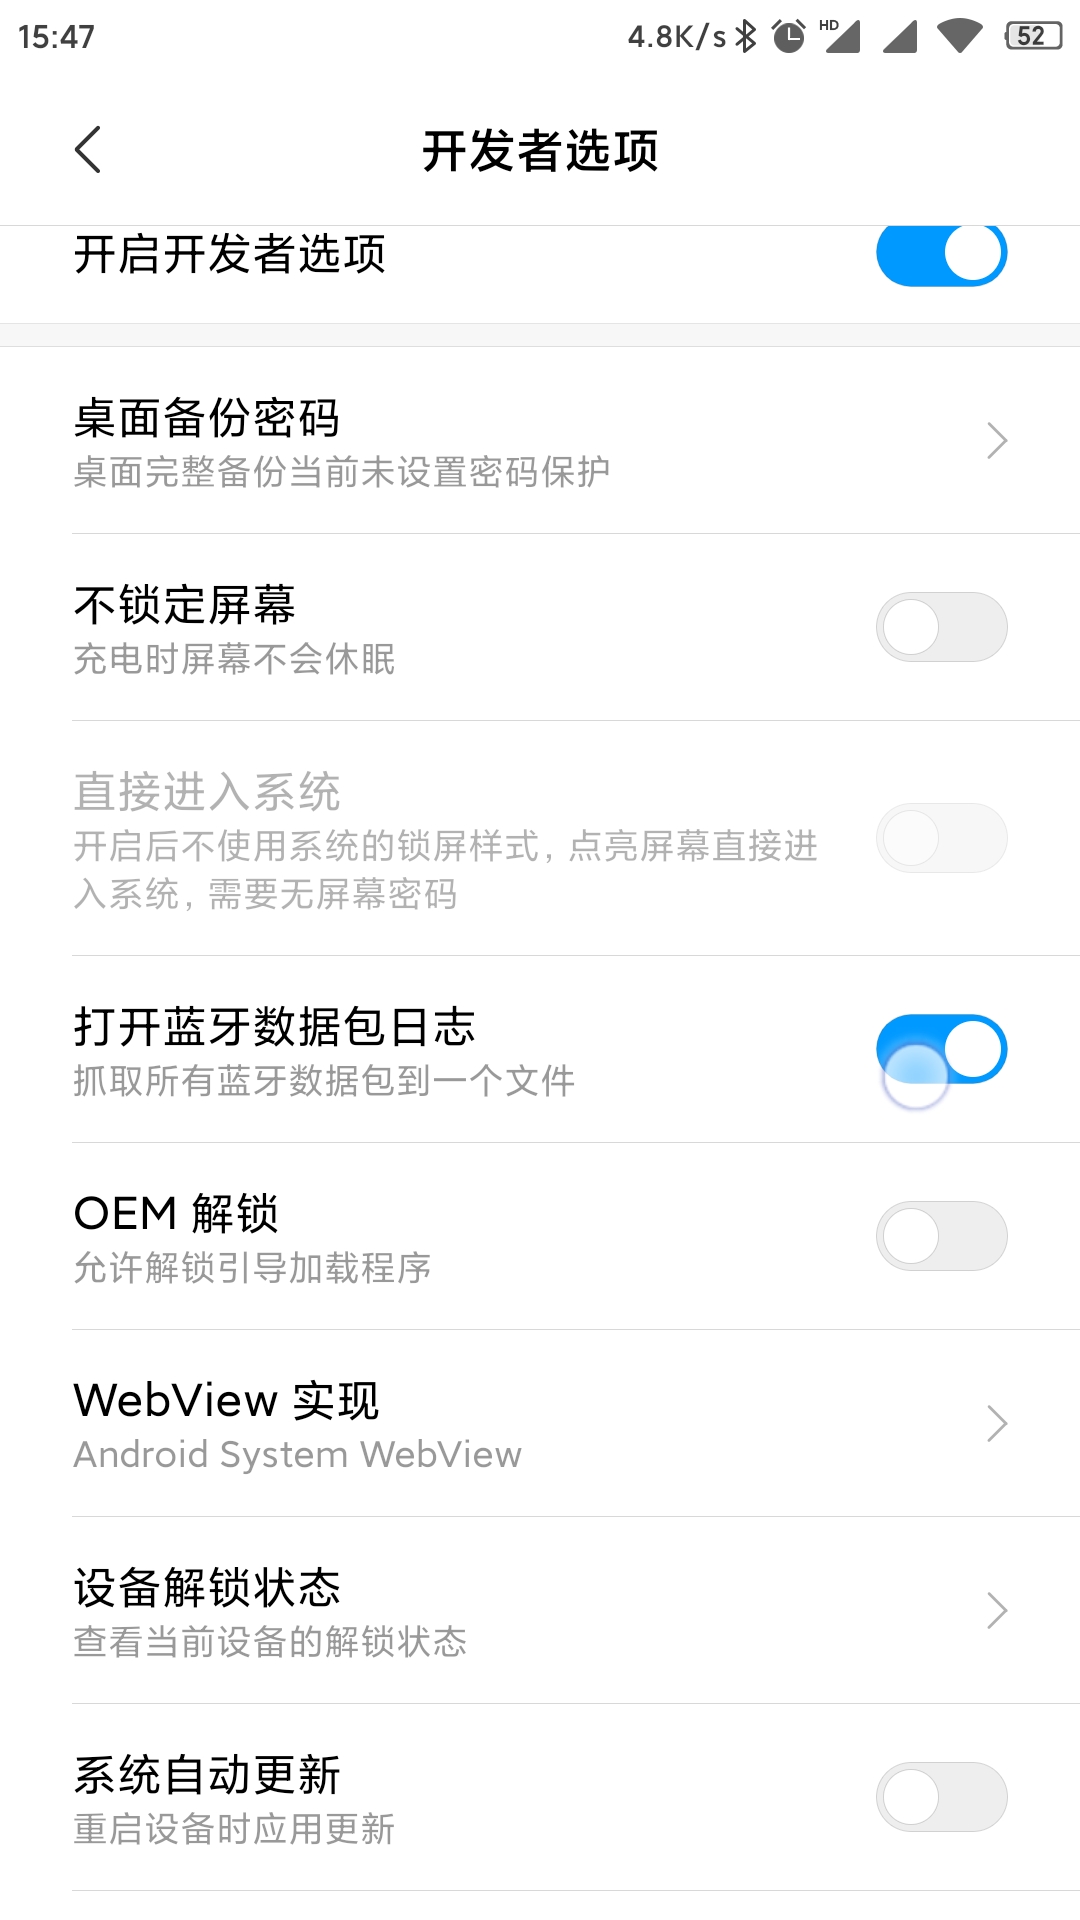 15:47 4.8K/s HD 52
开发者选项
开启开发者选项
桌面备份密码
桌面完整备份当前未设置密码保护
不锁定屏幕
充电时屏幕不会休眠
直接进入系统
开启后不使用系统的锁屏样式, 点亮屏幕直接进
入系统, 需要无屏幕密码
打开蓝牙数据包日志
抓取所有蓝牙数据包到一个文件
OEM 解锁
允许解锁引导加载程序
WebView 实现
Android System WebView
设备解锁状态
查看当前设备的解锁状态
系统自动更新
重启设备时应用更新